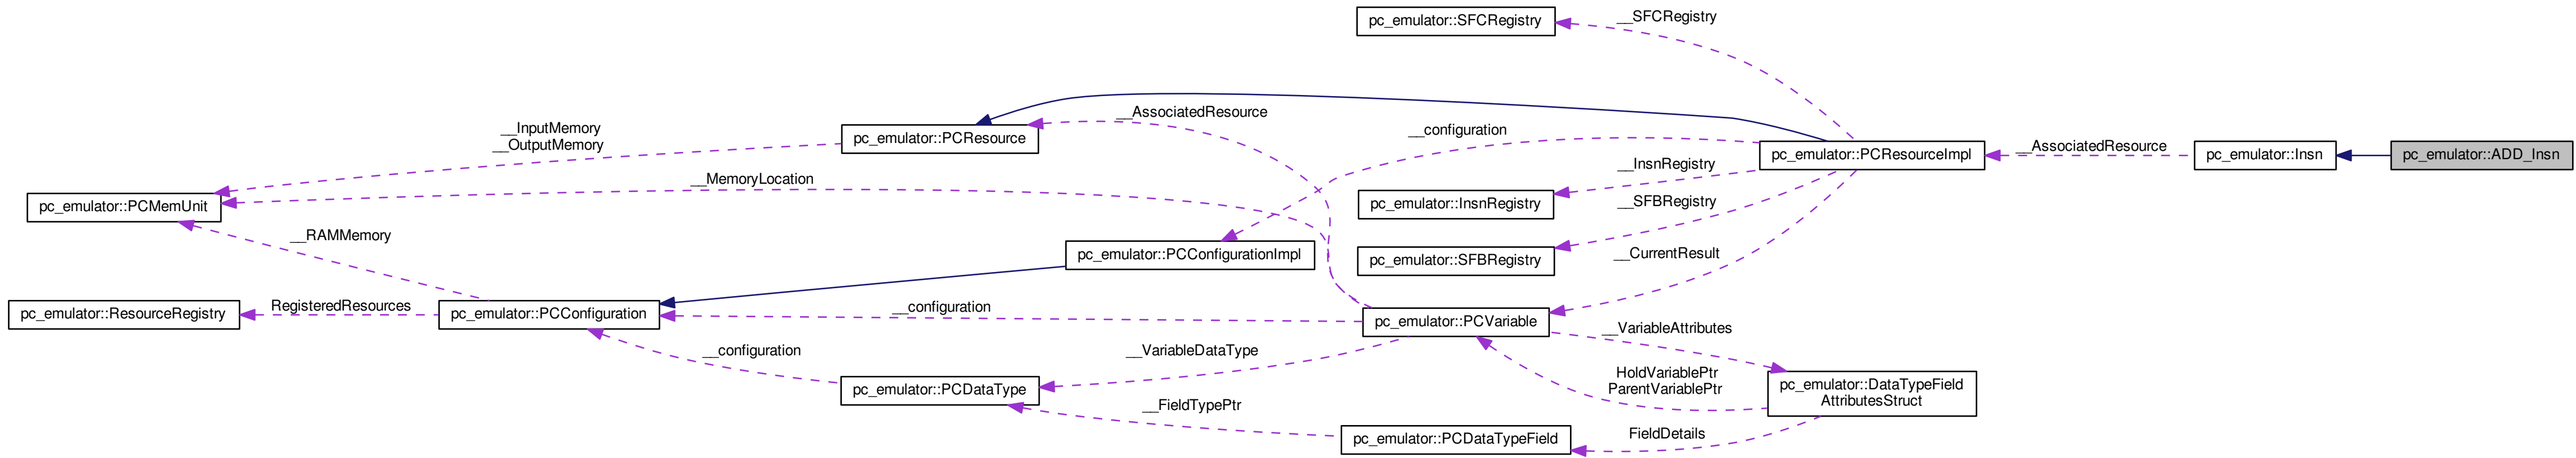 pc_emulator::SFCRegistry
__SFCRegistry
__AssociatedResource
__InputMemory
__OutputMemory
pc_emulator::PCResource
__configuration
pc_emulator::PCResourceImpl
__AssociatedResource
pc_emulator::Insn
pc_emulator::ADD_Insn
__InsnRegistry
__MemoryLocation
pc_emulator::PCMemUnit
pc_emulator::InsnRegistry
__SFBRegistry
__RAMMemory
pc_emulator::PCConfigurationImpl
pc_emulator::SFBRegistry
__CurrentResult
RegisteredResources
pc_emulator::ResourceRegistry
pc_emulator::PCConfiguration
__configuration
pc_emulator::PCVariable
__VariableAttributes
__configuration
__VariableDataType
HoldVariablePtr
ParentVariablePtr
pc_emulator::DataTypeField
AttributesStruct
pc_emulator::PCDataType
__FieldTypePtr
pc_emulator::PCDataTypeField
FieldDetails